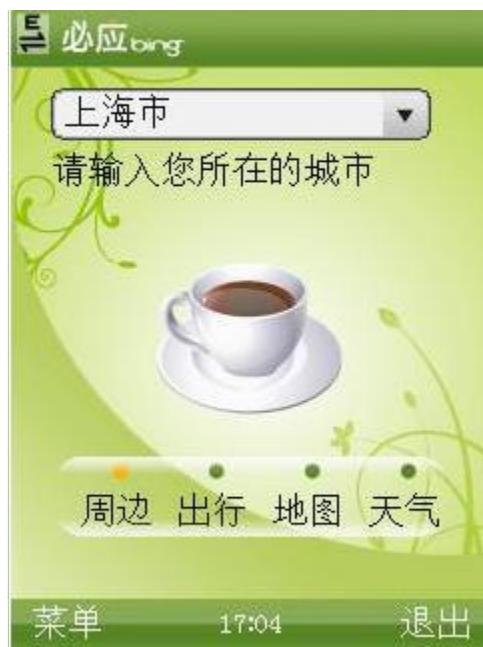 必应bing
上海市
请输入您所在的城市
周边 出行 地图 天气
菜单 17:04 退出